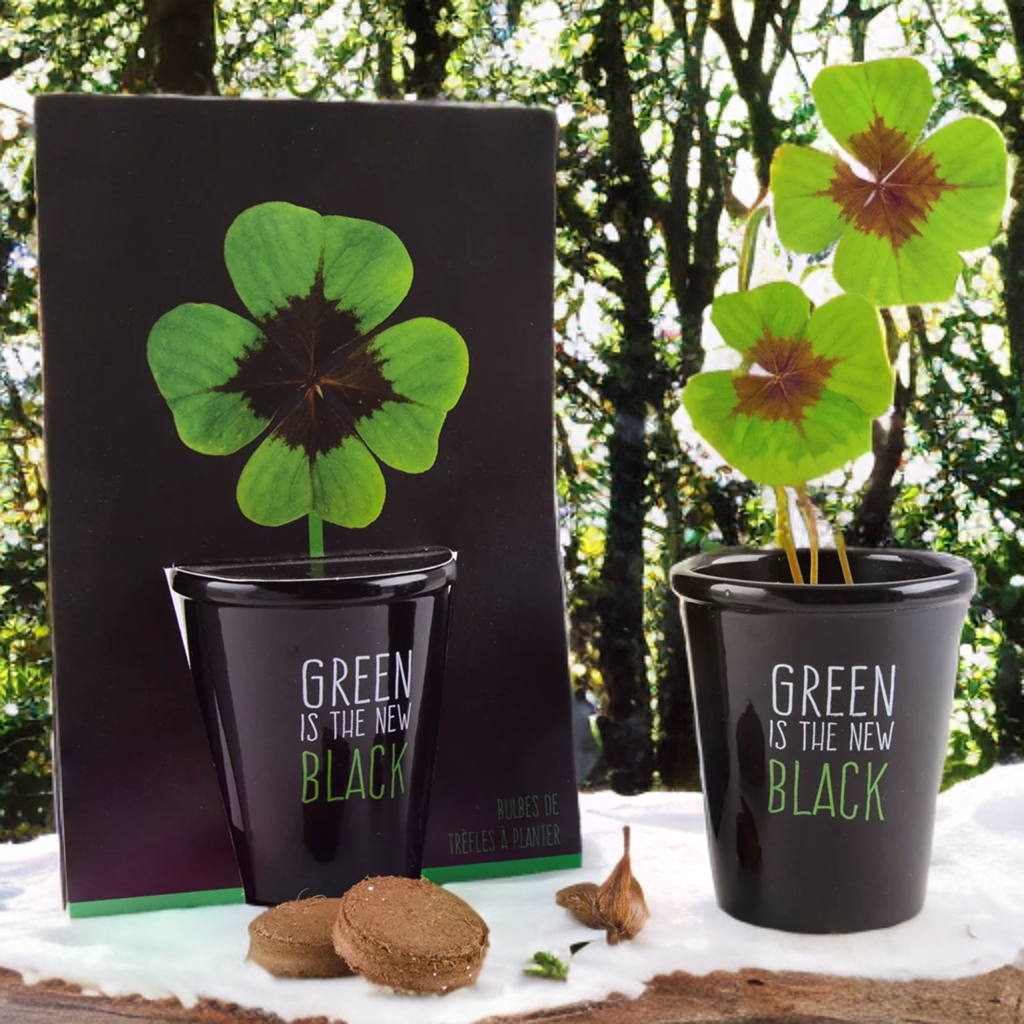 GREEN
IS THE NEW
BLACK
BULBES DE
TRÈFLES À PLANTER
GREEN
IS THE NEW
BLACK